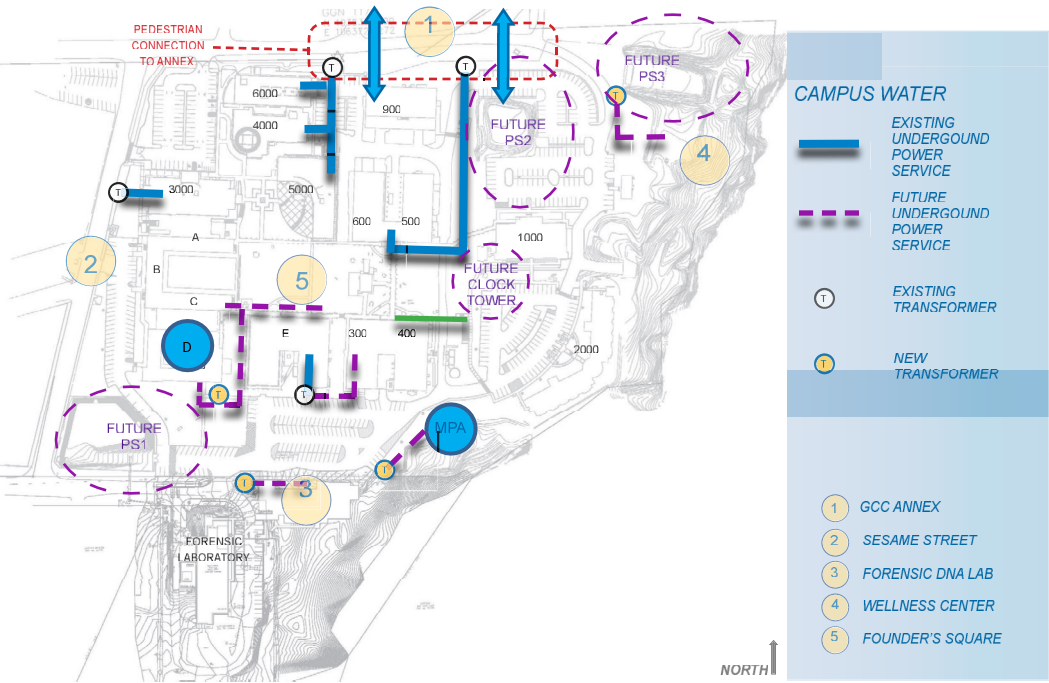 PEDESTRIAN
CONNECTION
TO ANNEX
1
T
T
6000
4000
900
FUTURE
PS2
FUTURE
PS3
T
4
T
3000
5000
600
500
1000
A
2
B
5
FUTURE
CLOCK
TOWER
C
E
300
400
D
2000
T
T
FUTURE
PS1
MPA
T
T
3
FORENSIC
LABORATORY
NORTH
CAMPUS WATER
EXISTING
UNDERGOUND
POWER
SERVICE
FUTURE
UNDERGOUND
POWER
SERVICE
T
EXISTING
TRANSFORMER
T
NEW
TRANSFORMER
1 GCC ANNEX
2 SESAME STREET
3 FORENSIC DNA LAB
4 WELLNESS CENTER
5 FOUNDER'S SQUARE